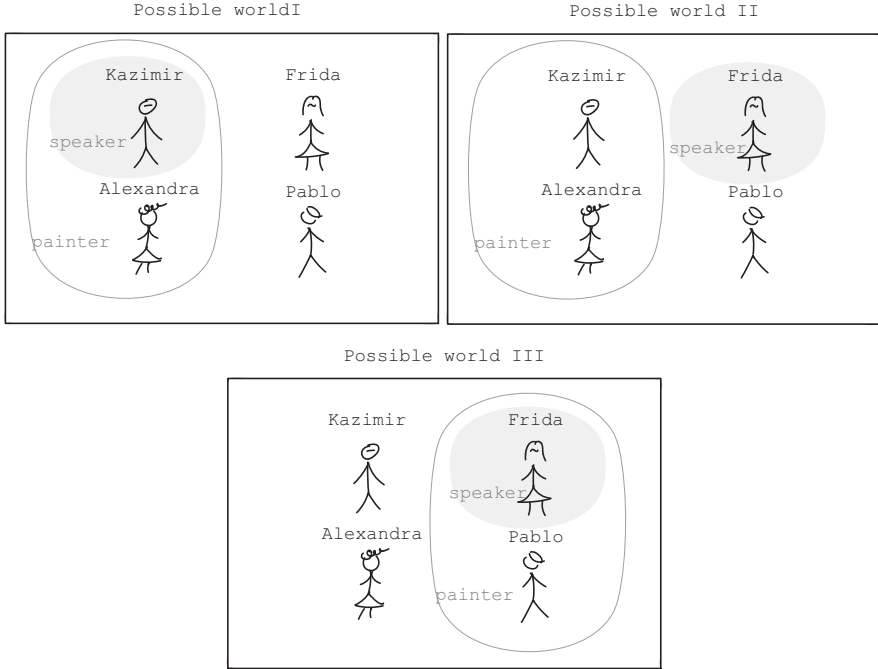 Possible worldI
Kazimir Frida
speaker
Alexandra Pablo
painter
Possible world II
Kazimir Frida
speaker
Alexandra Pablo
painter
Possible world III
Kazimir Frida
speaker
Alexandra Pablo
painter